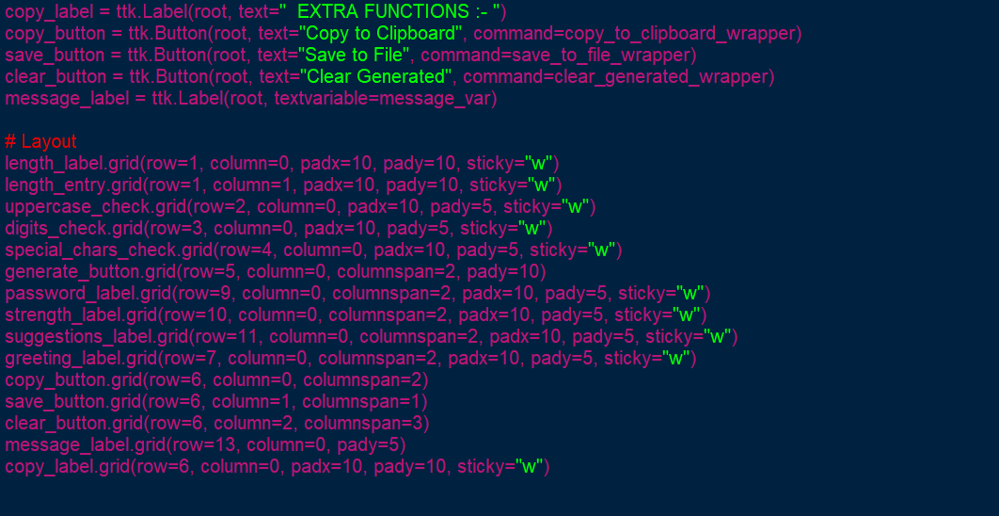 copy_label = ttk.Label(root, text="  EXTRA FUNCTIONS :- ")
copy_button = ttk.Button(root, text="Copy to Clipboard", command=copy_to_clipboard_wrapper)
save_button = ttk.Button(root, text="Save to File", command=save_to_file_wrapper)
clear_button = ttk.Button(root, text="Clear Generated", command=clear_generated_wrapper)
message_label = ttk.Label(root, textvariable=message_var)

# Layout
length_label.grid(row=1, column=0, padx=10, pady=10, sticky="w")
length_entry.grid(row=1, column=1, padx=10, pady=10, sticky="w")
uppercase_check.grid(row=2, column=0, padx=10, pady=5, sticky="w")
digits_check.grid(row=3, column=0, padx=10, pady=5, sticky="w")
special_chars_check.grid(row=4, column=0, padx=10, pady=5, sticky="w")
generate_button.grid(row=5, column=0, columnspan=2, pady=10)
password_label.grid(row=9, column=0, columnspan=2, padx=10, pady=5, sticky="w")
strength_label.grid(row=10, column=0, columnspan=2, padx=10, pady=5, sticky="w")
suggestions_label.grid(row=11, column=0, columnspan=2, padx=10, pady=5, sticky="w")
greeting_label.grid(row=7, column=0, columnspan=2, padx=10, pady=5, sticky="w")
copy_button.grid(row=6, column=0, columnspan=2)
save_button.grid(row=6, column=1, columnspan=1)
clear_button.grid(row=6, column=2, columnspan=3)
message_label.grid(row=13, column=0, pady=5)
copy_label.grid(row=6, column=0, padx=10, pady=10, sticky="w")